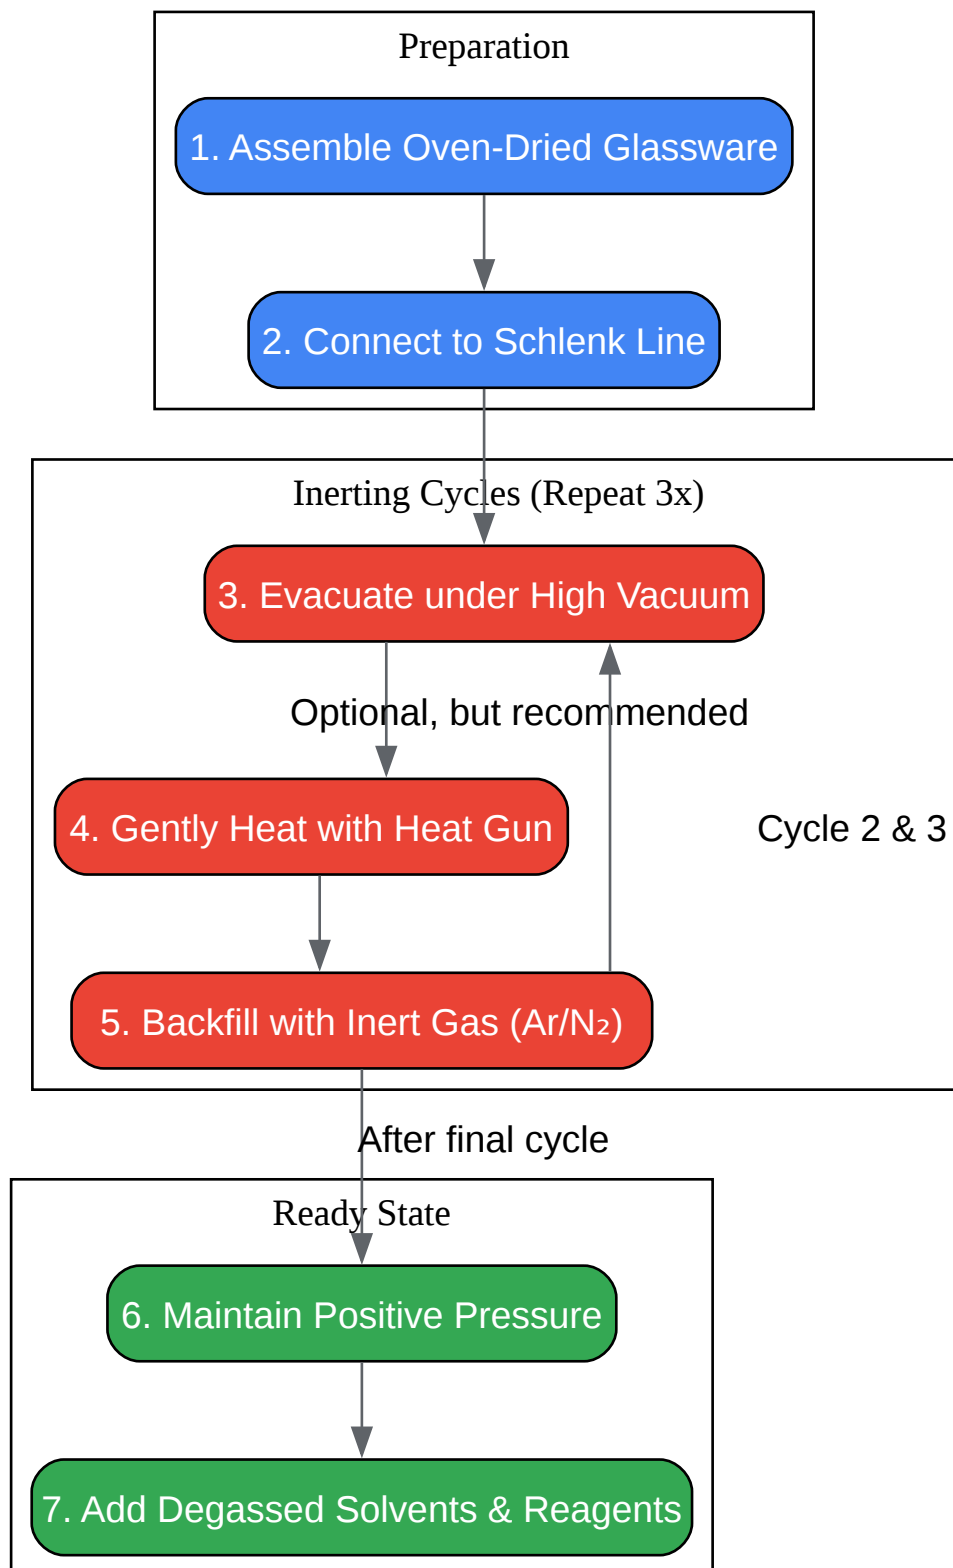 Preparation
1. Assemble Oven-Dried Glassware
2. Connect to Schlenk Line
Inerting Cycles (Repeat 3x)
3. Evacuate under High Vacuum
Optional, but recommended
4. Gently Heat with Heat Gun
Cycle 2 & 3
5. Backfill with Inert Gas (Ar/N₂)
After final cycle
Ready State
6. Maintain Positive Pressure
7. Add Degassed Solvents & Reagents